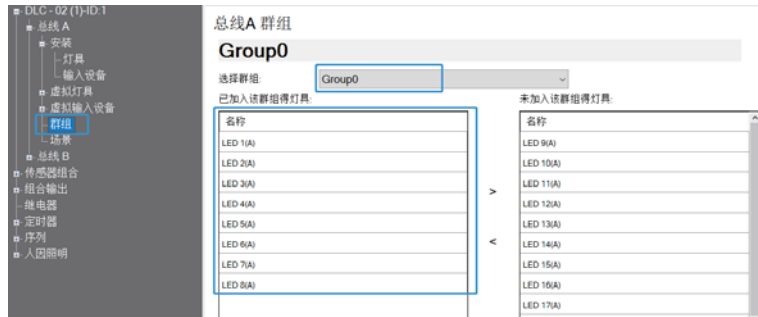 DLC - 02 (1)-ID:1
总线 A
安装
灯具
输入设备
虚拟灯具
虚拟输入设备
群组
场景
总线 B
传感器组合
组合输出
继电器
定时器
序列
人因照明
总线A 群组
Group0
选择群组:
Group0
已加入该群组得灯具:
未加入该群组得灯具:
名称
LED 1(A)
LED 2(A)
LED 3(A)
LED 4(A)
LED 5(A)
LED 6(A)
LED 7(A)
LED 8(A)
>
<
名称
LED 9(A)
LED 10(A)
LED 11(A)
LED 12(A)
LED 13(A)
LED 14(A)
LED 15(A)
LED 16(A)
LED 17(A)